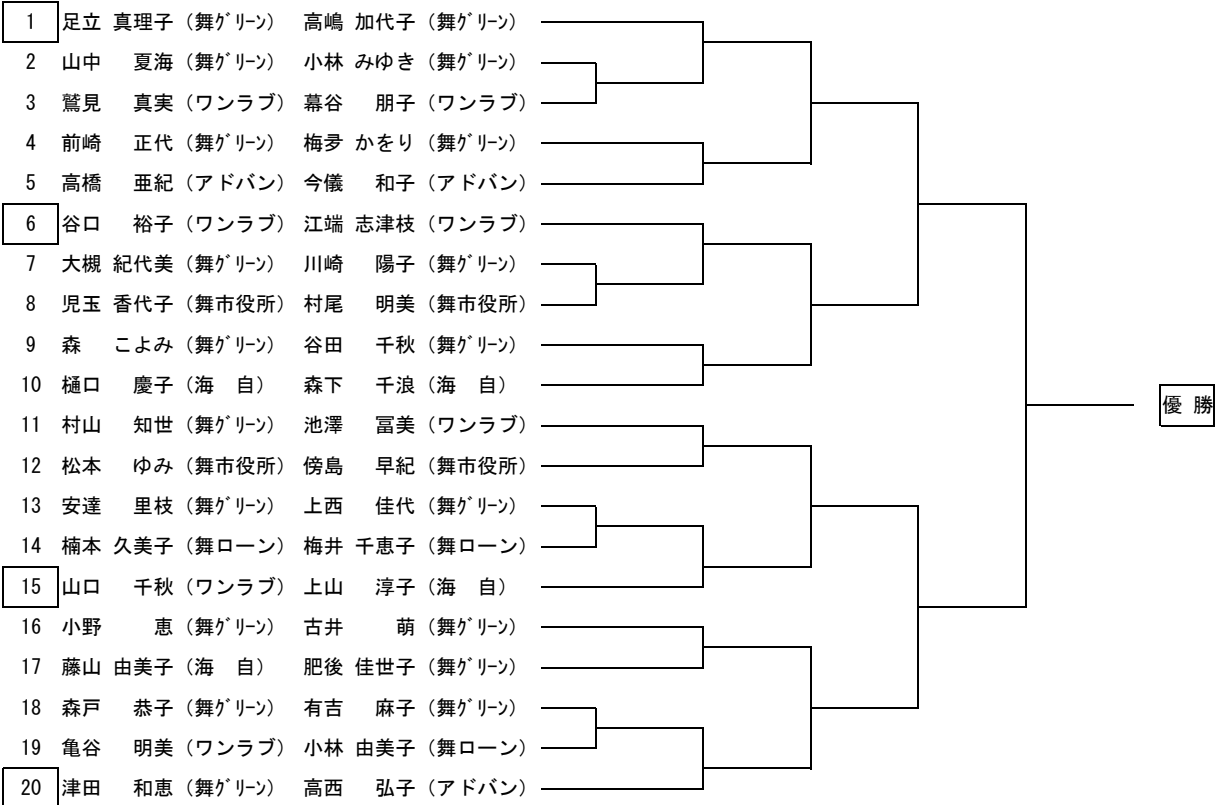 1 足立 真理子 (舞グリーン) 高嶋 加代子 (舞グリーン)
2 山中 夏海 (舞グリーン) 小林 みゆき (舞グリーン)
3 鷲見 真実 (ワンラブ) 幕谷 朋子 (ワンラブ)
4 前崎 正代 (舞グリーン) 梅夛 かをり (舞グリーン)
5 高橋 亜紀 (アドバン) 今儀 和子 (アドバン)
6 谷口 裕子 (ワンラブ) 江端 志津枝 (ワンラブ)
7 大槻 紀代美 (舞グリーン) 川崎 陽子 (舞グリーン)
8 児玉 香代子 (舞市役所) 村尾 明美 (舞市役所)
9 森 こよみ (舞グリーン) 谷田 千秋 (舞グリーン)
10 樋口 慶子 (海 自) 森下 千浪 (海 自)
優 勝
11 村山 知世 (舞グリーン) 池澤 冨美 (ワンラブ)
12 松本 ゆみ (舞市役所) 傍島 早紀 (舞市役所)
13 安達 里枝 (舞グリーン) 上西 佳代 (舞グリーン)
14 楠本 久美子 (舞ローン) 梅井 千恵子 (舞ローン)
15 山口 千秋 (ワンラブ) 上山 淳子 (海 自)
16 小野 恵 (舞グリーン) 古井 萌 (舞グリーン)
17 藤山 由美子 (海 自) 肥後 佳世子 (舞グリーン)
18 森戸 恭子 (舞グリーン) 有吉 麻子 (舞グリーン)
19 亀谷 明美 (ワンラブ) 小林 由美子 (舞ローン)
20 津田 和恵 (舞グリーン) 高西 弘子 (アドバン)